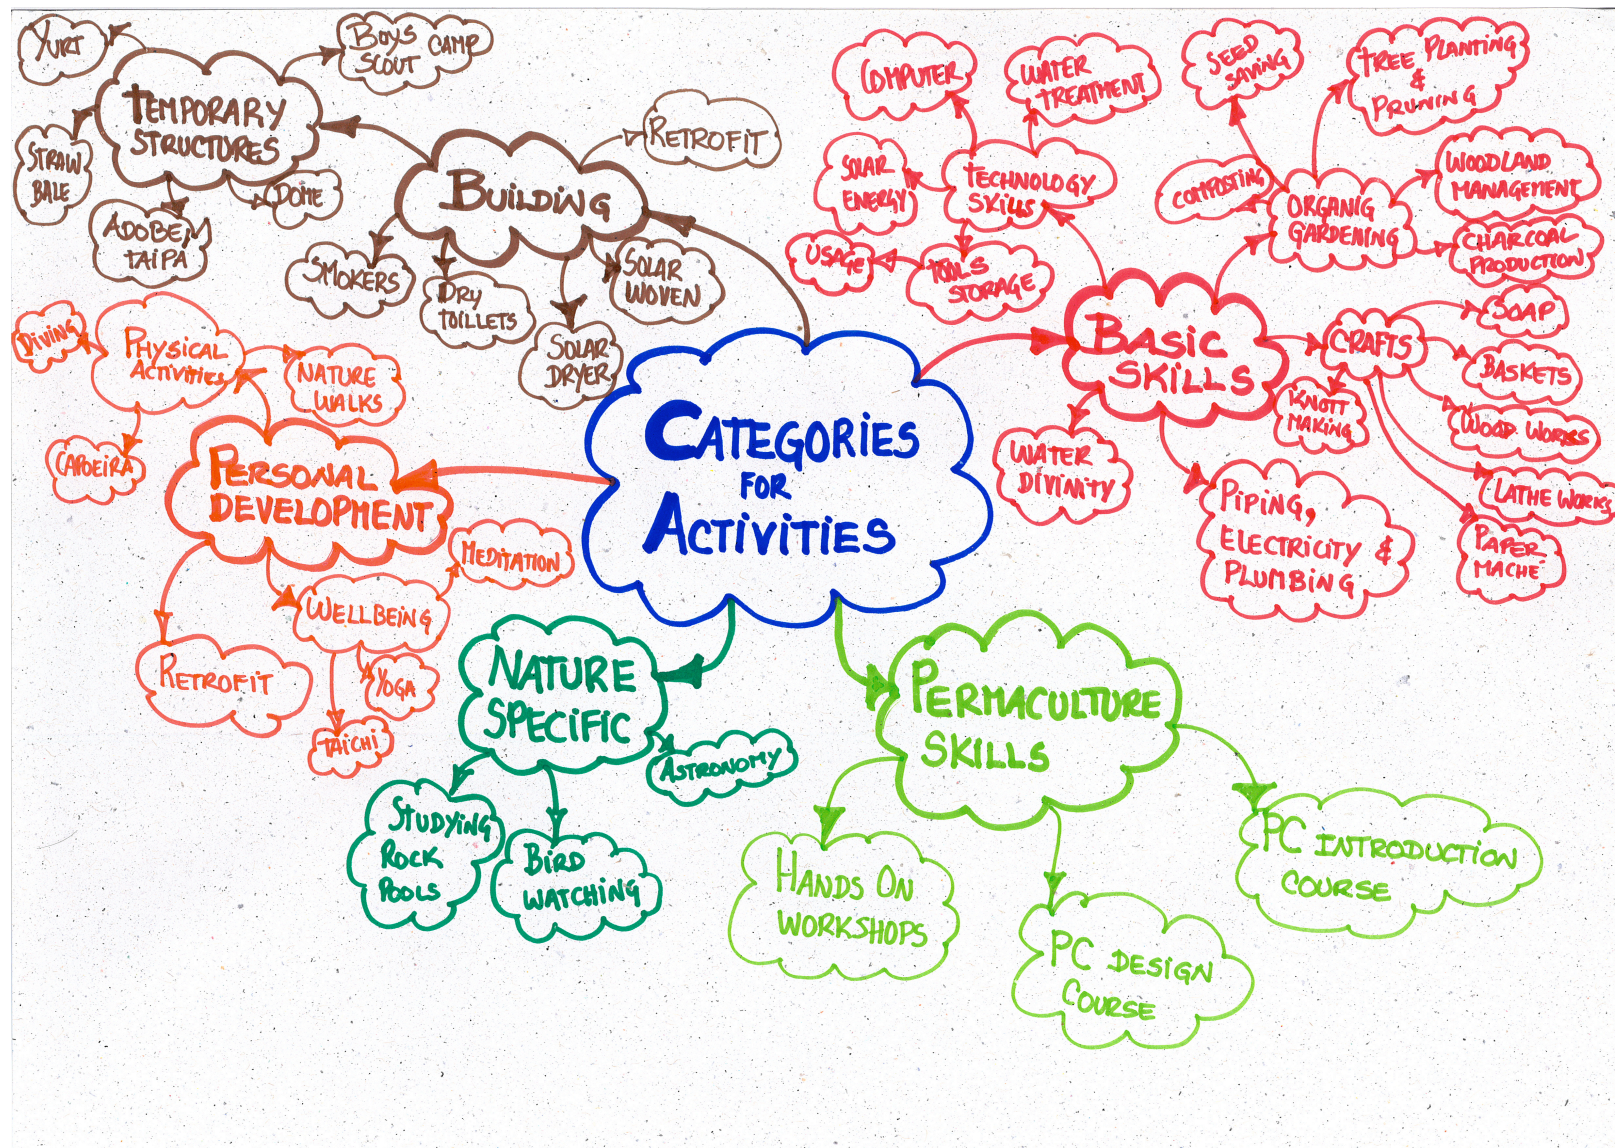 CATEGORIES
FOR
ACTIVITIES
BUILDING
TEMPORARY
STRUCTURES
YURT
BOYS CAMP
SCOUT
STRAW
BALE
ADOBE,
TAIPA
DOME
RETROFIT
SMOKERS
DRY
TOILLETS
SOLAR
DRYER
SOLAR
WOVEN
BASIC
SKILLS
TECHNOLOGY
SKILLS
COMPUTER
WATER
TREATMENT
SOLAR
ENERGY
TOOLS
STORAGE
USAGE
ORGANIG
GARDENING
SEED
SAVING
TREE PLANTING
&
PRUNING
COMPOSTING
WOODLAND
MANAGEMENT
CHARCOAL
PRODUCTION
CRAFTS
SOAP
BASKETS
WOOD WORKS
LATHE WORKS
PAPER
MACHÉ
KNOTT
MAKING
WATER
DIVINITY
PIPING,
ELECTRICITY &
PLUMBING
PERMACULTURE
SKILLS
HANDS ON
WORKSHOPS
PC DESIGN
COURSE
PC INTRODUCTION
COURSE
NATURE
SPECIFIC
STUDYING
ROCK
POOLS
BIRD
WATCHING
ASTRONOMY
PERSONAL
DEVELOPMENT
PHYSICAL
ACTIVITIES
DIVING
NATURE
WALKS
CAPOEIRA
RETROFIT
WELLBEING
MEDITATION
YOGA
TAICHI